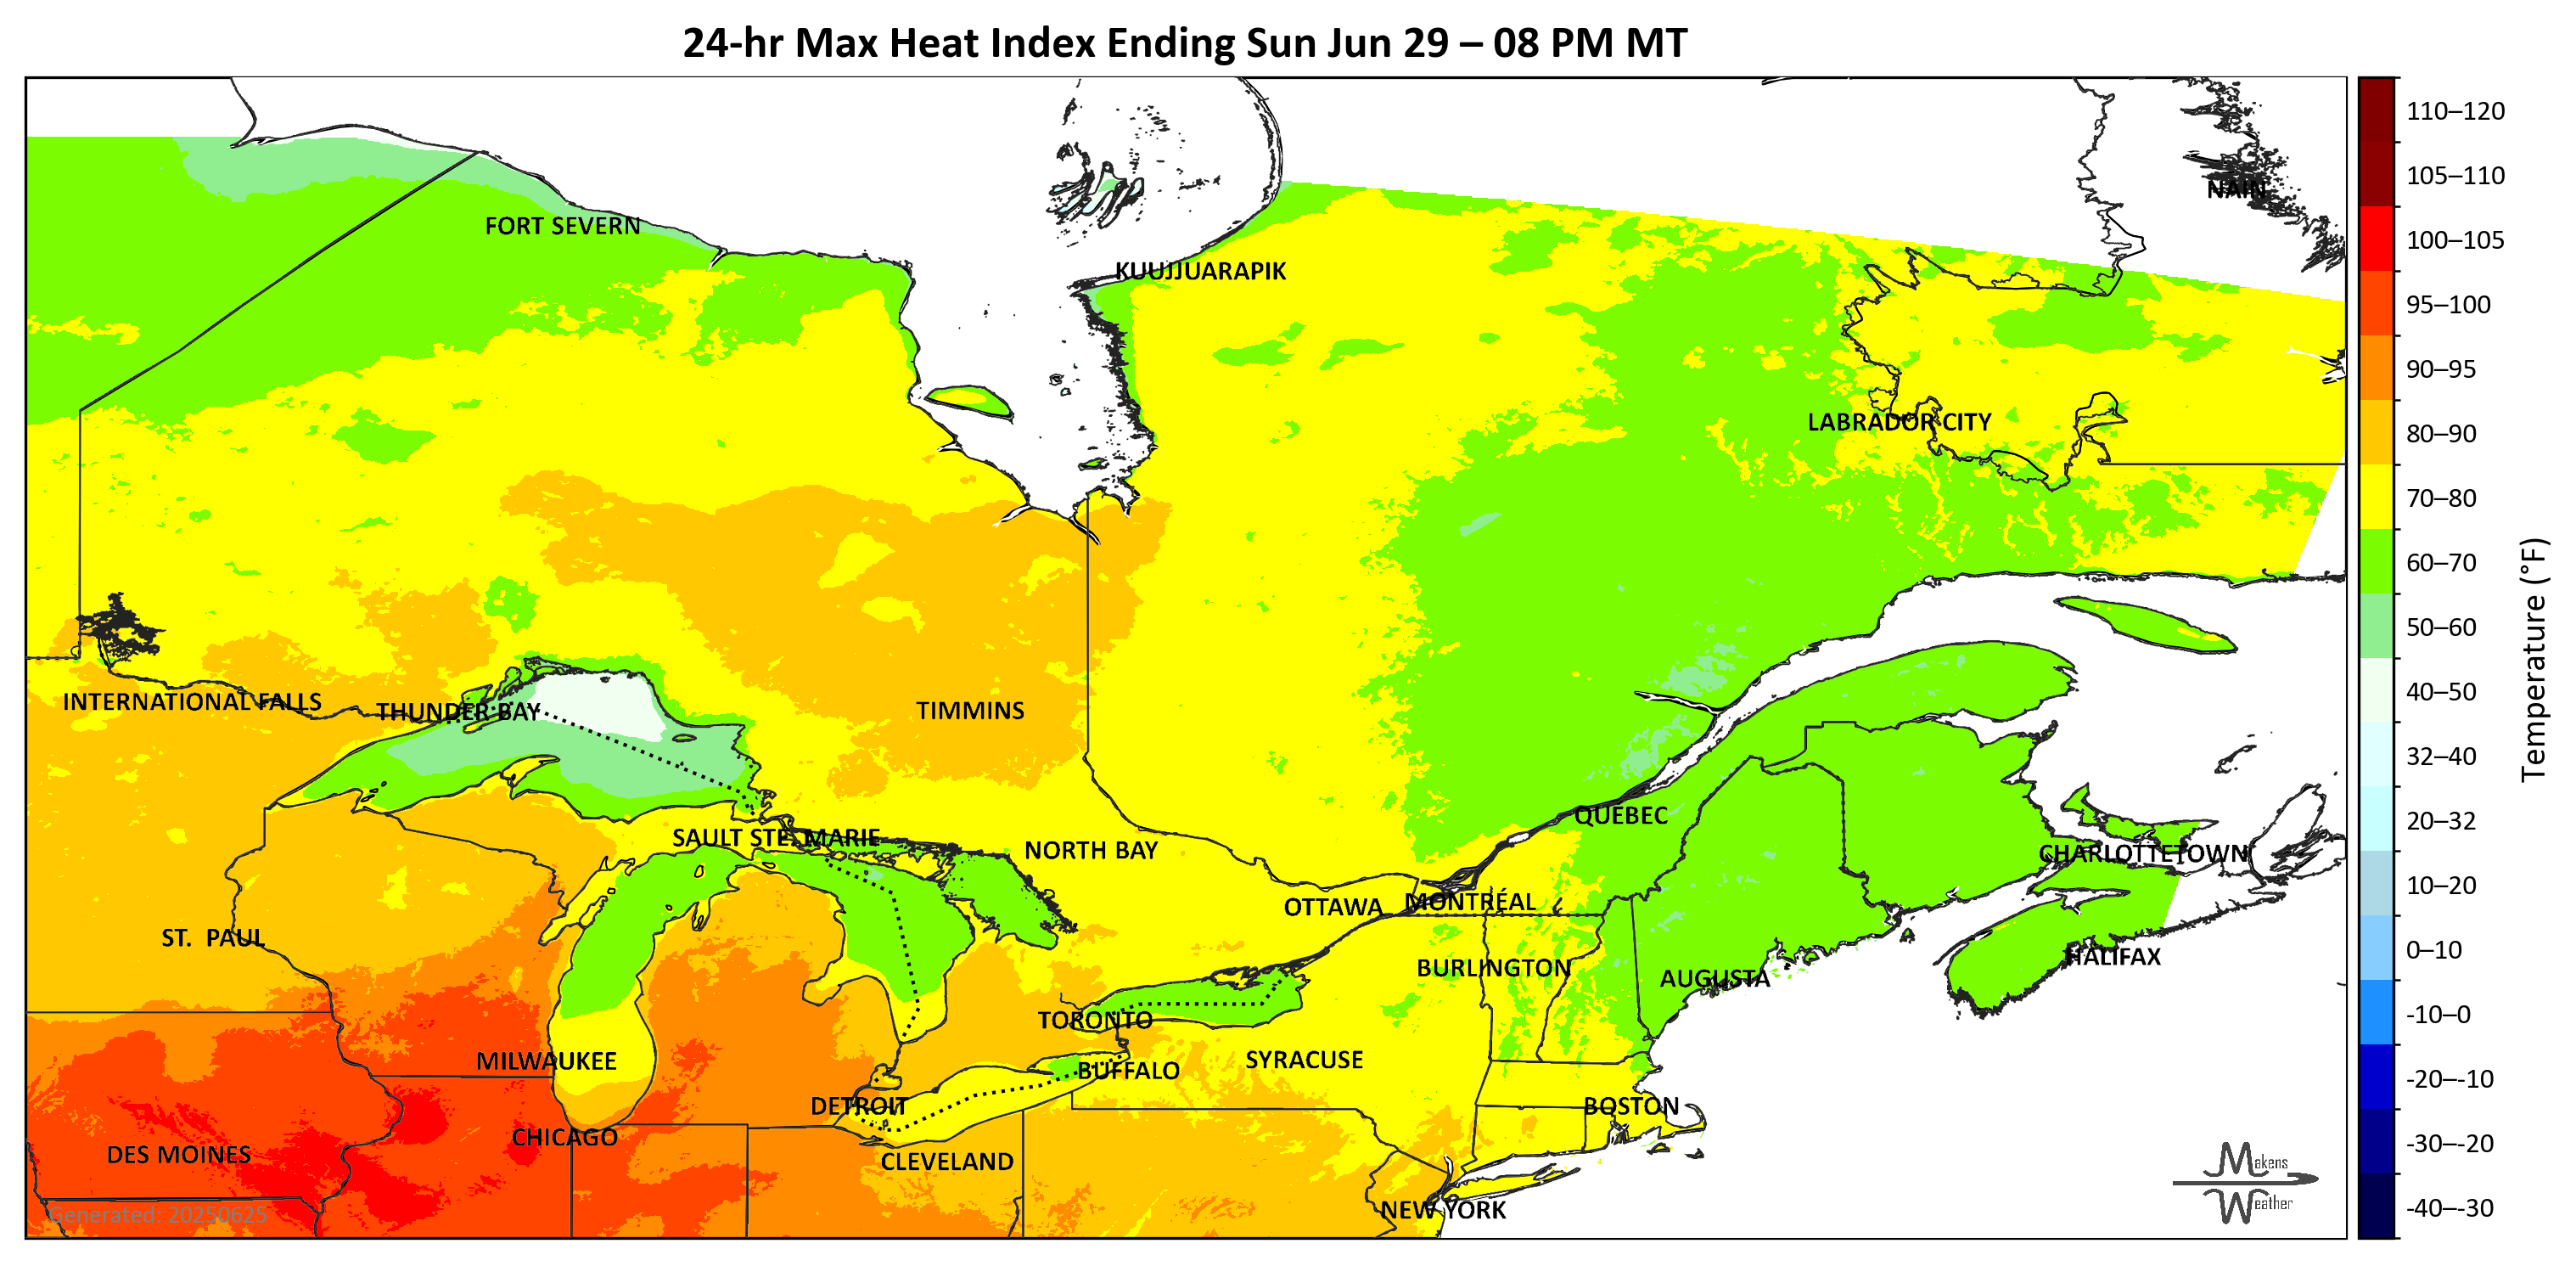 24-hr Max Heat Index Ending Sun Jun 29 – 08 PM MT
110–120
105–110
NAIN
FORT SEVERN
100–105
KUUJJUARAPIK
95–100
90–95
LABRADOR CITY
80–90
70–80
60–70
50–60
Temperature (°F)
40–50
INTERNATIONAL FALLS
THUNDER BAY
TIMMINS
32–40
QUÉBEC
20–32
SAULT STE. MARIE
NORTH BAY
CHARLOTTETOWN
10–20
OTTAWA
MONTRÉAL
ST. PAUL
0–10
HALIFAX
BURLINGTON
AUGUSTA
-10–0
TORONTO
MILWAUKEE
SYRACUSE
BUFFALO
-20–-10
DETROIT
BOSTON
CHICAGO
-30–-20
DES MOINES
CLEVELAND
Makens
Weather
NEW YORK
-40–-30
Generated: 20250625